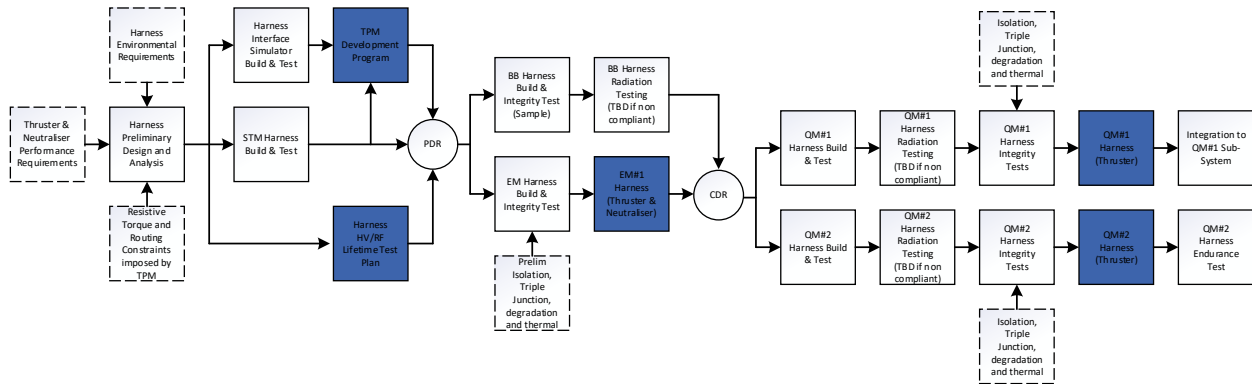 Harness
Environmental
Requirements
Thruster &
Neutraliser
Performance
Requirements
Harness
Preliminary
Design and
Analysis
Resistive
Torque and
Routing
Constraints
imposed by
TPM
Harness
Interface
Simulator
Build & Test
TPM
Development
Program
STM Harness
Build & Test
Harness
HV/RF
Lifetime Test
Plan
PDR
BB Harness
Build &
Integrity Test
(Sample)
BB Harness
Radiation
Testing
(TBD if non
compliant)
EM Harness
Build &
Integrity Test
EM#1
Harness
(Thruster &
Neutraliser)
Prelim Isolation,
Triple
Junction,
degradation
and thermal
CDR
Isolation,
Triple Junction,
degradation
and thermal
QM#1
Harness Build
& Test
QM#1
Harness
Radiation
Testing
(TBD if non
compliant)
QM#1
Harness
Integrity
Tests
QM#1
Harness
(Thruster)
Integration to
QM#1 Sub-
System
QM#2
Harness Build
& Test
QM#2
Harness
Radiation
Testing
(TBD if non
compliant)
QM#2
Harness
Integrity
Tests
QM#2
Harness
(Thruster)
QM#2
Harness
Endurance
Test
Isolation,
Triple
Junction,
degradation
and thermal